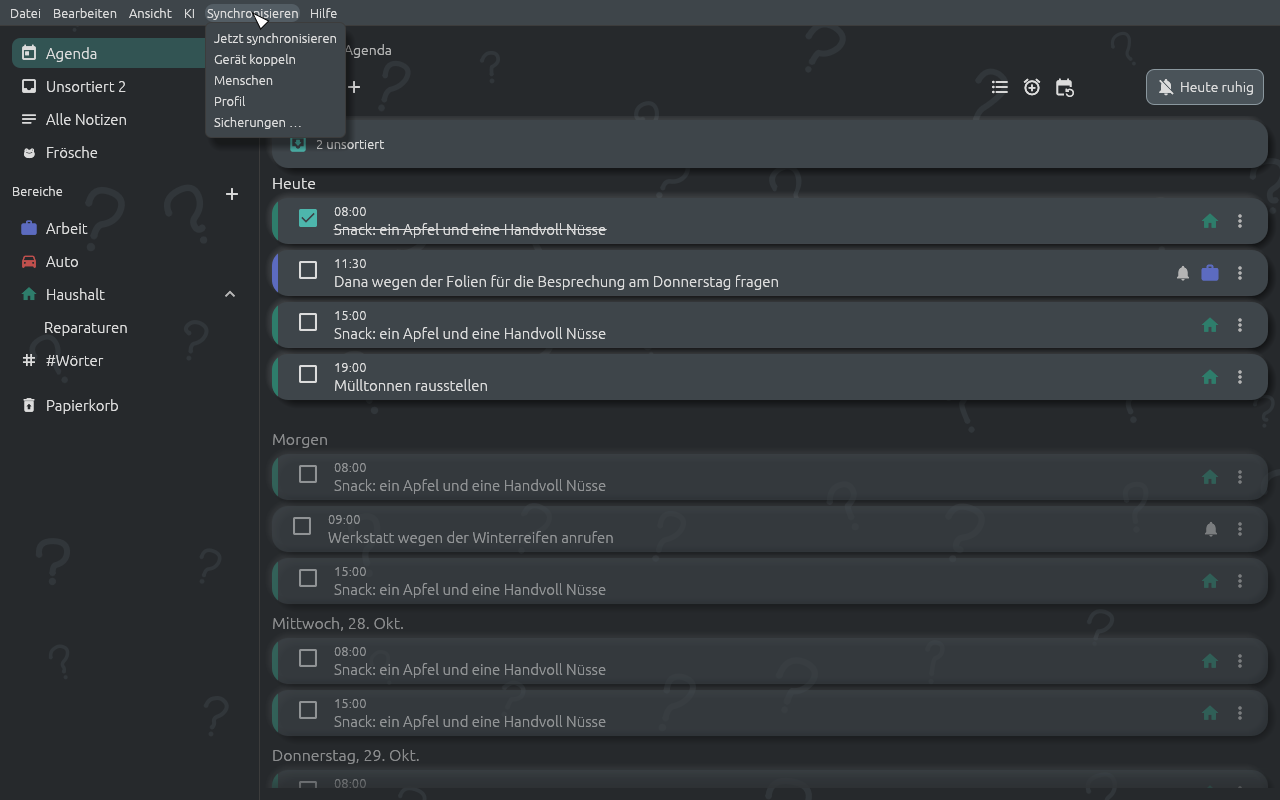 Datei Bearbeiten Ansicht KI Synchronisieren Hilfe
Jetzt synchronisieren
Gerät koppeln
Menschen
Profil
Sicherungen …
Agenda
Unsortiert 2
Alle Notizen
Frösche
Bereiche
Arbeit
Auto
Haushalt
Reparaturen
#Wörter
Papierkorb
Agenda
Heute ruhig
2 unsortiert
Heute
08:00
Snack: ein Apfel und eine Handvoll Nüsse
11:30
Dana wegen der Folien für die Besprechung am Donnerstag fragen
15:00
Snack: ein Apfel und eine Handvoll Nüsse
19:00
Mülltonnen rausstellen
Morgen
08:00
Snack: ein Apfel und eine Handvoll Nüsse
09:00
Werkstatt wegen der Winterreifen anrufen
15:00
Snack: ein Apfel und eine Handvoll Nüsse
Mittwoch, 28. Okt.
08:00
Snack: ein Apfel und eine Handvoll Nüsse
15:00
Snack: ein Apfel und eine Handvoll Nüsse
Donnerstag, 29. Okt.
08:00